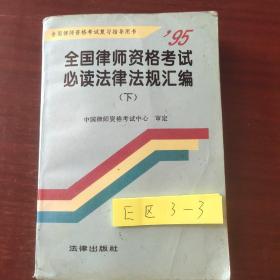 全国律师资格考试复习指导用书
'95
全国律师资格考试
必读法律法规汇编
(下)
中国律师资格考试中心 审定
E区3-3
法律出版社